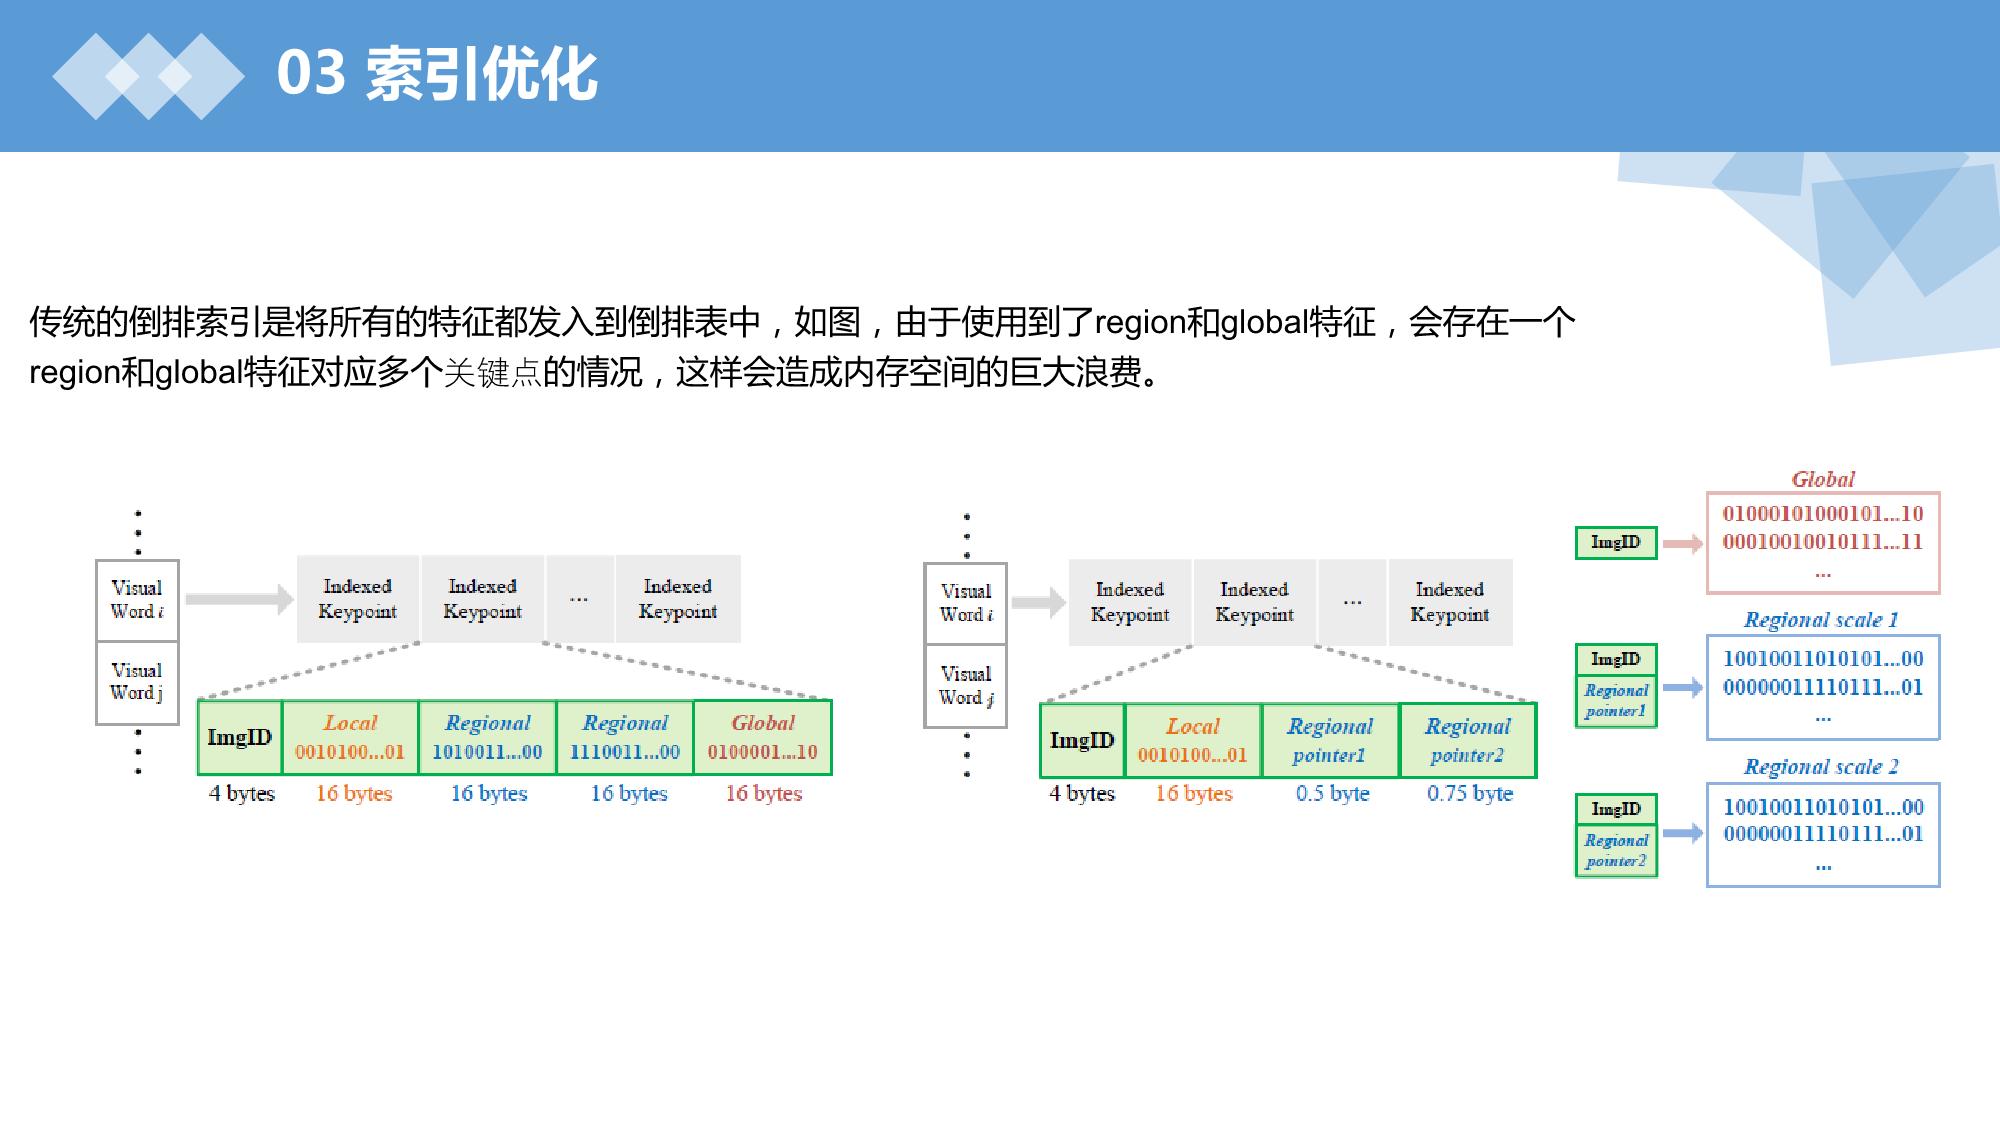 03 索引优化
传统的倒排索引是将所有的特征都发入到倒排表中，如图，由于使用到了region和global特征，会存在一个
region和global特征对应多个关键点的情况，这样会造成内存空间的巨大浪费。
Visual
Word i
Visual
Word j
Indexed
Keypoint
Indexed
Keypoint
...
Indexed
Keypoint
ImgID
Local
0010100...01
Regional
1010011...00
Regional
1110011...00
Global
0100001...10
4 bytes
16 bytes
16 bytes
16 bytes
16 bytes
Visual
Word i
Visual
Word j
Indexed
Keypoint
Indexed
Keypoint
...
Indexed
Keypoint
ImgID
Local
0010100...01
Regional
pointer1
Regional
pointer2
4 bytes
16 bytes
0.5 byte
0.75 byte
Global
ImgID
01000101000101...10
00010010010111...11
...
Regional scale 1
ImgID
Regional
pointer1
10010011010101...00
00000011110111...01
...
Regional scale 2
ImgID
Regional
pointer2
10010011010101...00
00000011110111...01
...